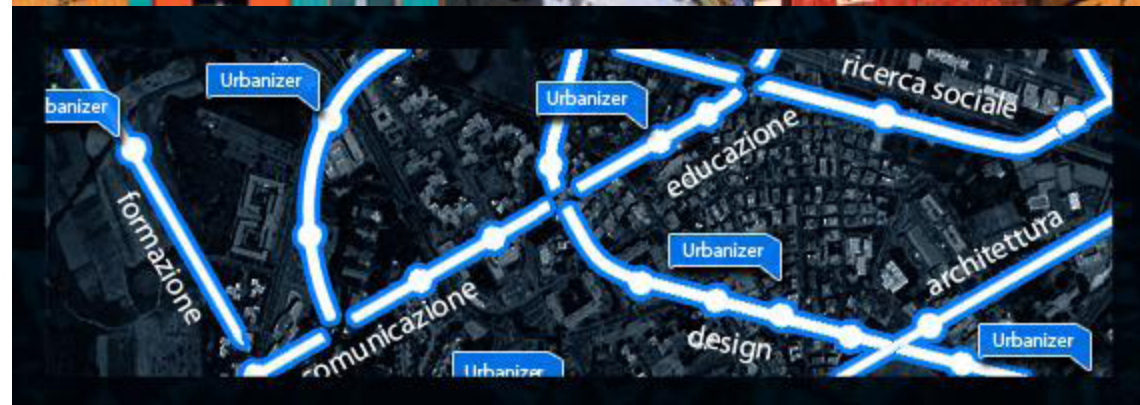 ricerca sociale
Urbanizer
Urbanizer
banizer
educazione
formazione
Urbanizer
architettura
comunicazione
design
Urbanizer
Urbanizer